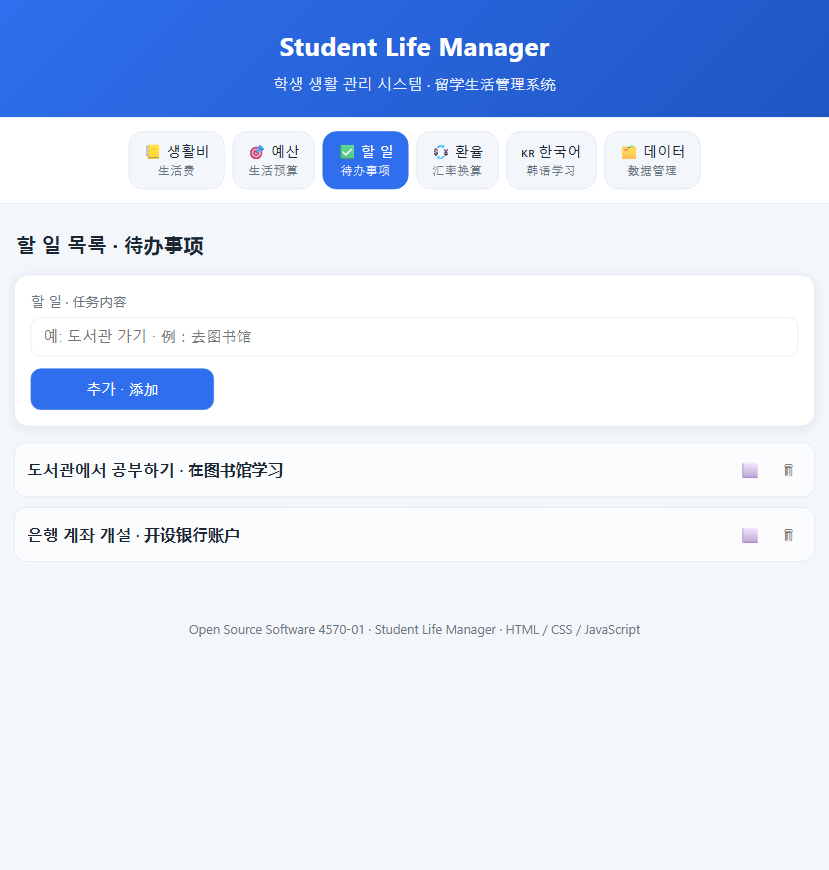 Student Life Manager
학생 생활 관리 시스템 · 留学生活管理系统
📒 생활비
生活费
🎯 예산
生活预算
✅ 할 일
待办事项
💱 환율
汇率换算
KR 한국어
韩语学习
🗂️ 데이터
数据管理
할 일 목록 · 待办事项
할 일 · 任务内容
예: 도서관 가기 · 例：去图书馆
추가 · 添加
도서관에서 공부하기 · 在图书馆学习
은행 계좌 개설 · 开设银行账户
Open Source Software 4570-01 · Student Life Manager · HTML / CSS / JavaScript